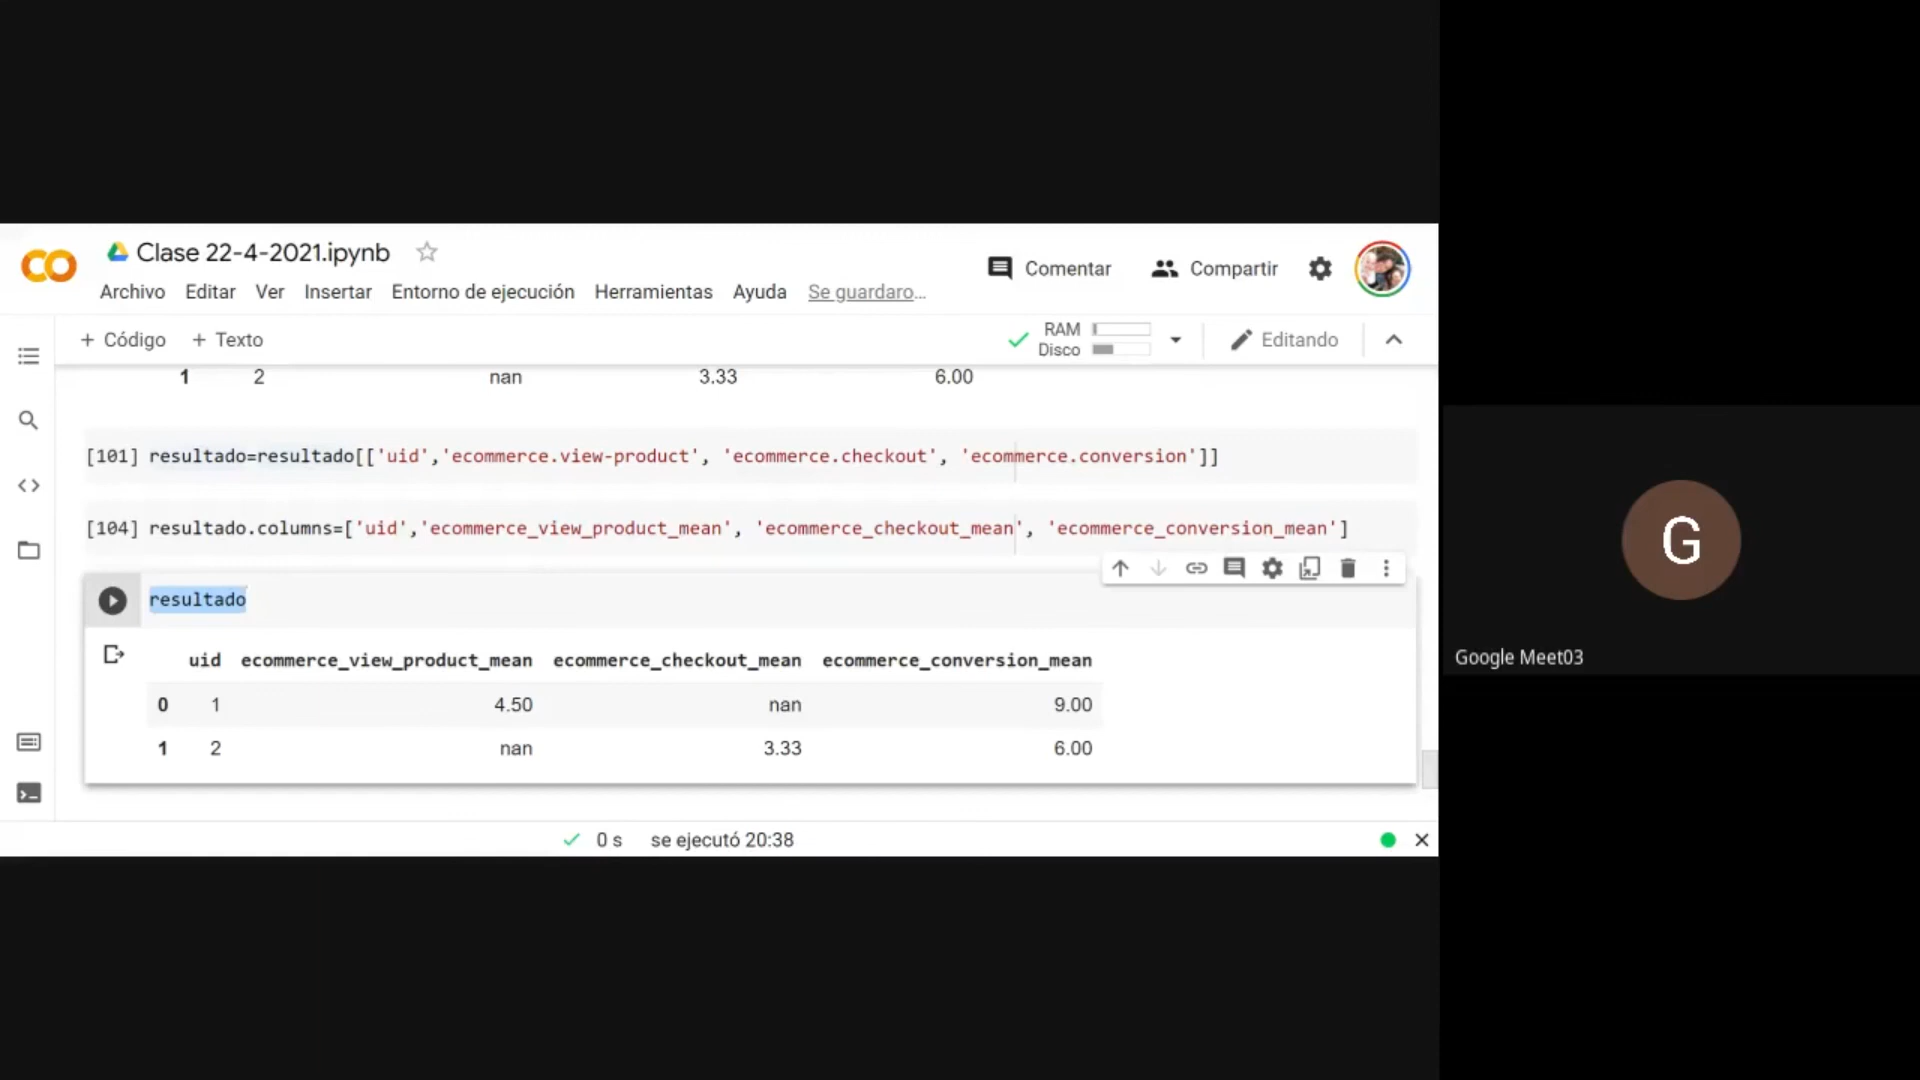 Clase 22-4-2021.ipynb
Comentar Compartir
Archivo Editar Ver Insertar Entorno de ejecución Herramientas Ayuda Se guardaro...
+ Código + Texto
RAM
Disco
Editando
1 2 nan 3.33 6.00
[101] resultado=resultado[['uid','ecommerce.view-product', 'ecommerce.checkout', 'ecommerce.conversion']]
[104] resultado.columns=['uid','ecommerce_view_product_mean', 'ecommerce_checkout_mean', 'ecommerce_conversion_mean']
resultado
uid ecommerce_view_product_mean ecommerce_checkout_mean ecommerce_conversion_mean
0 1 4.50 nan 9.00
1 2 nan 3.33 6.00
0 s se ejecutó 20:38
G
Google Meet03